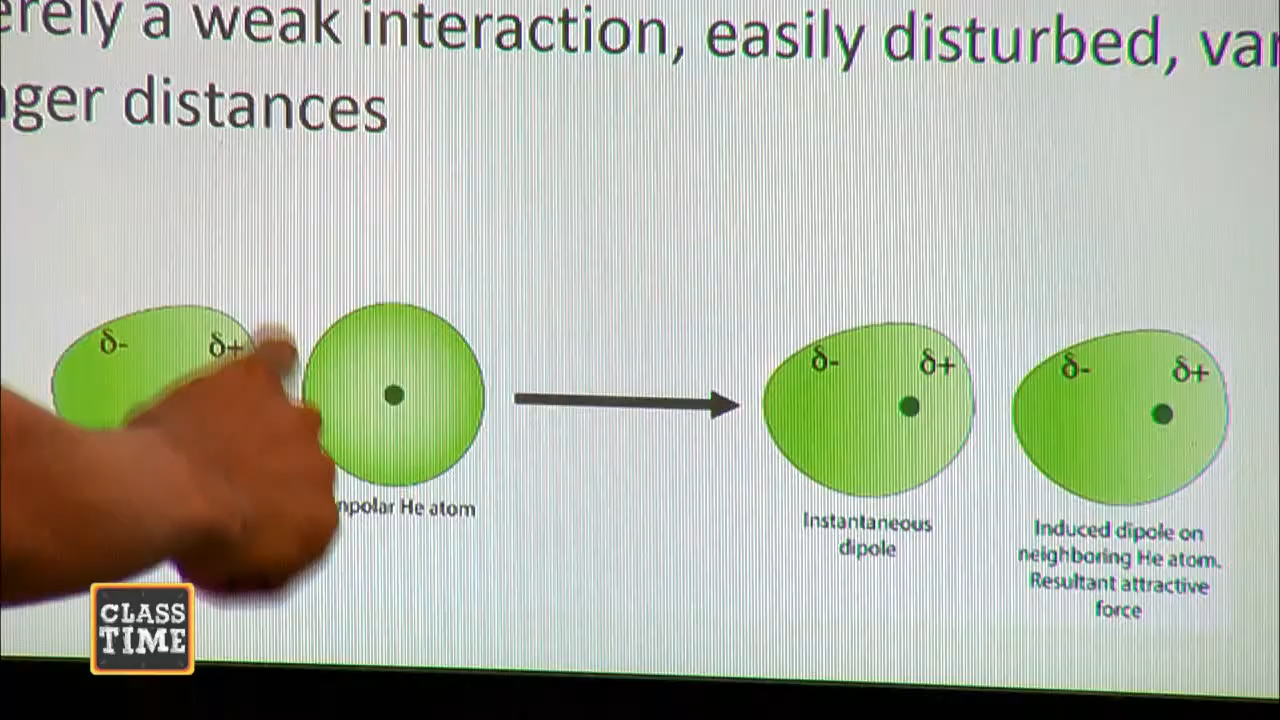 erely a weak interaction, easily disturbed, var
ger distances
δ- δ+
δ- δ+
δ- δ+
npolar He atom
Instantaneous
dipole
Induced dipole on
neighboring He atom.
Resultant attractive
force
CLASS
TIME